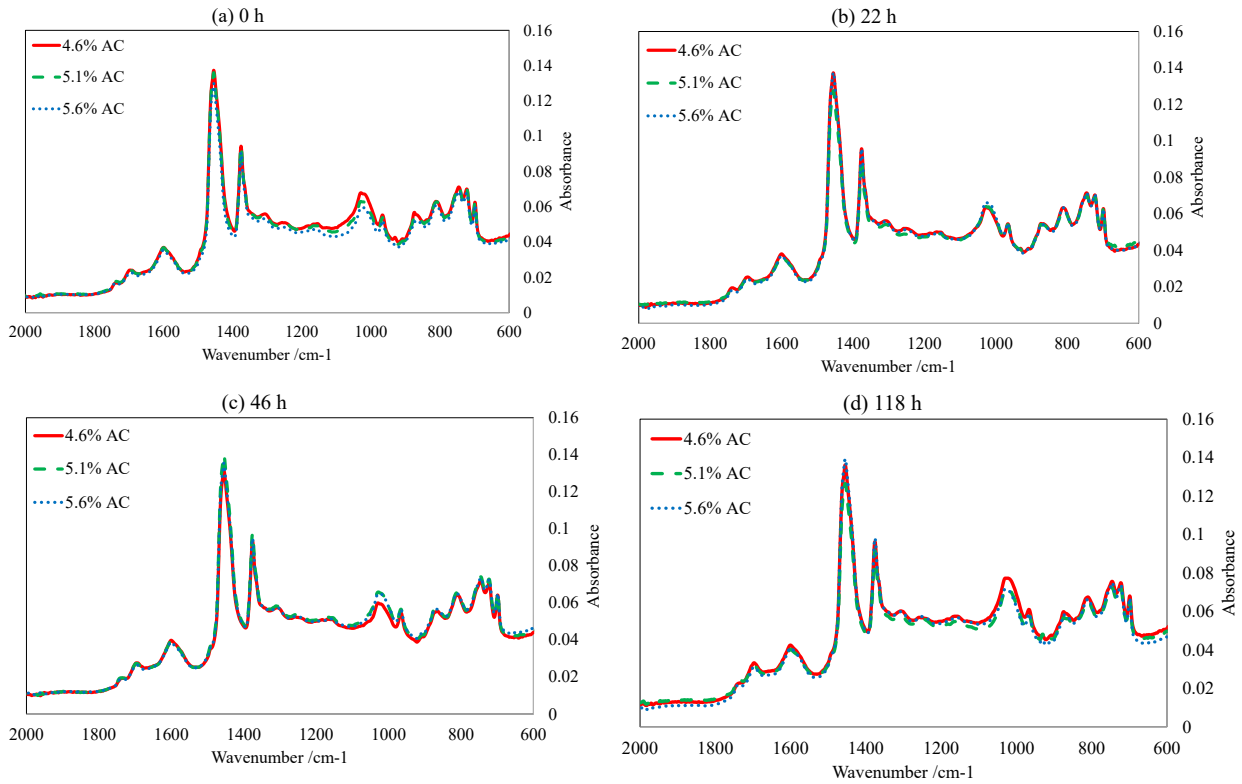 (a) 0 h
4.6% AC
5.1% AC
5.6% AC
0.16
0.14
0.12
0.1
0.08
0.06
0.04
0.02
0
Absorbance
2000 1800 1600 1400 1200 1000 800 600
Wavenumber /cm-1
(b) 22 h
4.6% AC
5.1% AC
5.6% AC
0.16
0.14
0.12
0.1
0.08
0.06
0.04
0.02
0
Absorbance
2000 1800 1600 1400 1200 1000 800 600
Wavenumber /cm-1
(c) 46 h
4.6% AC
5.1% AC
5.6% AC
0.16
0.14
0.12
0.1
0.08
0.06
0.04
0.02
0
Absorbance
2000 1800 1600 1400 1200 1000 800 600
Wavenumber /cm-1
(d) 118 h
4.6% AC
5.1% AC
5.6% AC
0.16
0.14
0.12
0.1
0.08
0.06
0.04
0.02
0
Absorbance
2000 1800 1600 1400 1200 1000 800 600
Wavenumber /cm-1